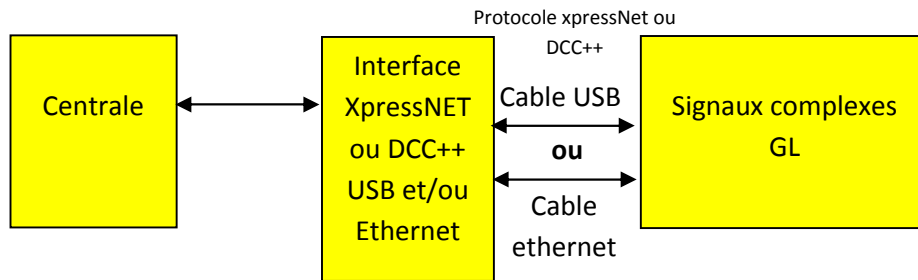 Protocole xpressNet ou
DCC++
Centrale
Interface
XpressNET
ou DCC++
USB et/ou
Ethernet
Cable USB
ou
Cable
ethernet
Signaux complexes
GL